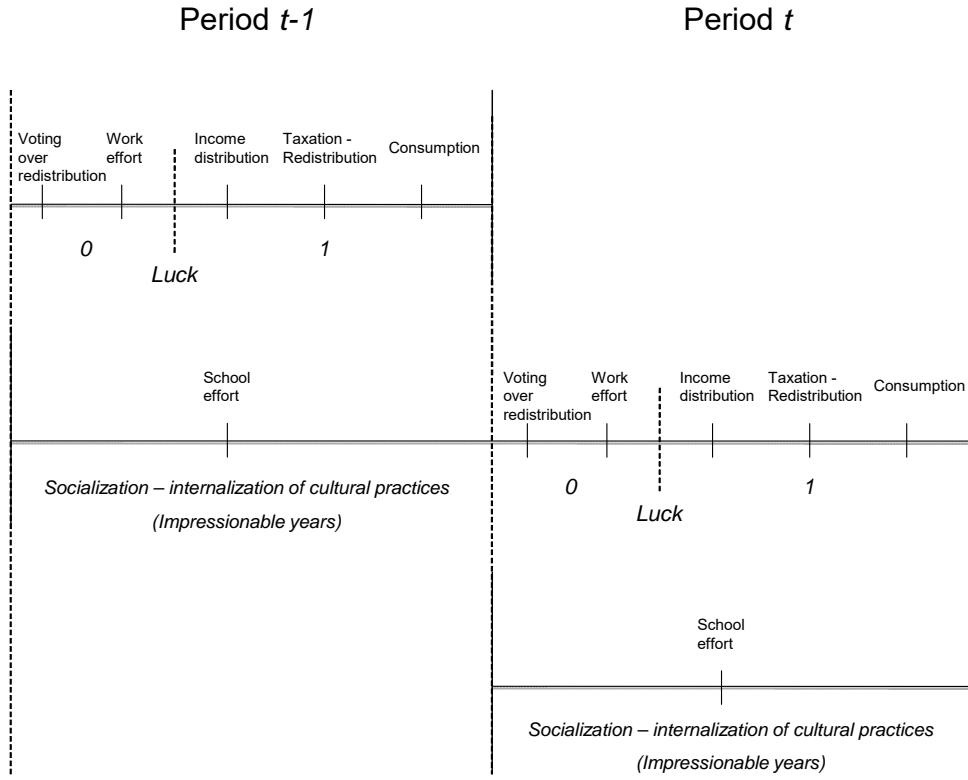 Period t-1
Period t
Voting
over
redistribution
Work
effort
Income
distribution
Taxation -
Redistribution
Consumption
0
1
Luck
School
effort
Socialization – internalization of cultural practices
(Impressionable years)
Voting
over
redistribution
Work
effort
Income
distribution
Taxation -
Redistribution
Consumption
0
1
Luck
School
effort
Socialization – internalization of cultural practices
(Impressionable years)